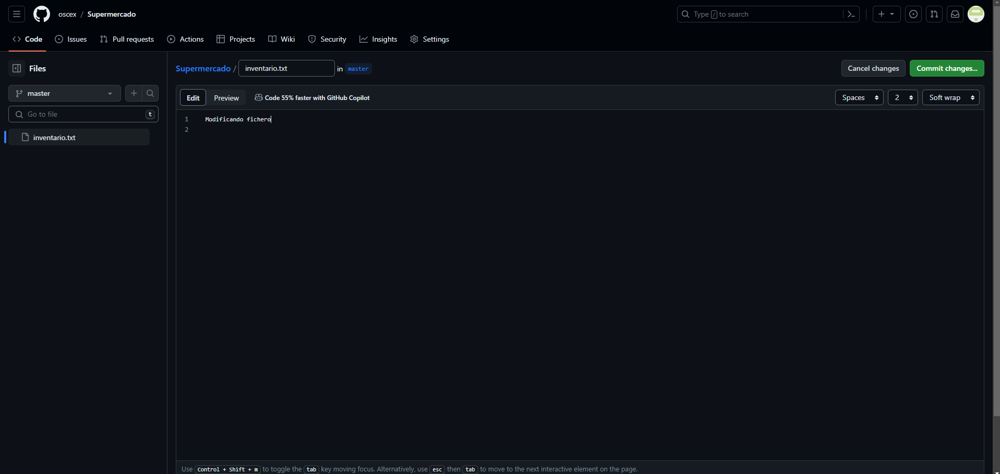 oscex / Supermercado
Type / to search
Code Issues Pull requests Actions Projects Wiki Security Insights Settings
Files
Supermercado / inventario.txt in master
Cancel changes Commit changes...
master
Go to file t
inventario.txt
Edit Preview Code 55% faster with GitHub Copilot
Spaces 2 Soft wrap
1 Modificando fichero
2
Use Control + Shift + m to toggle the tab key moving focus. Alternatively, use esc then tab to move to the next interactive element on the page.